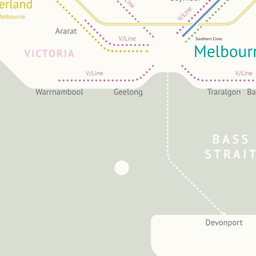 erland
Melbourne
V/Line
V/Line
Ararat
V/Line
Southern Cross
Melbourn
VICTORIA
V/Line
V/Line
Warrnambool
Geelong
Traralgon
Ba
BASS
STRAIT
Devonport